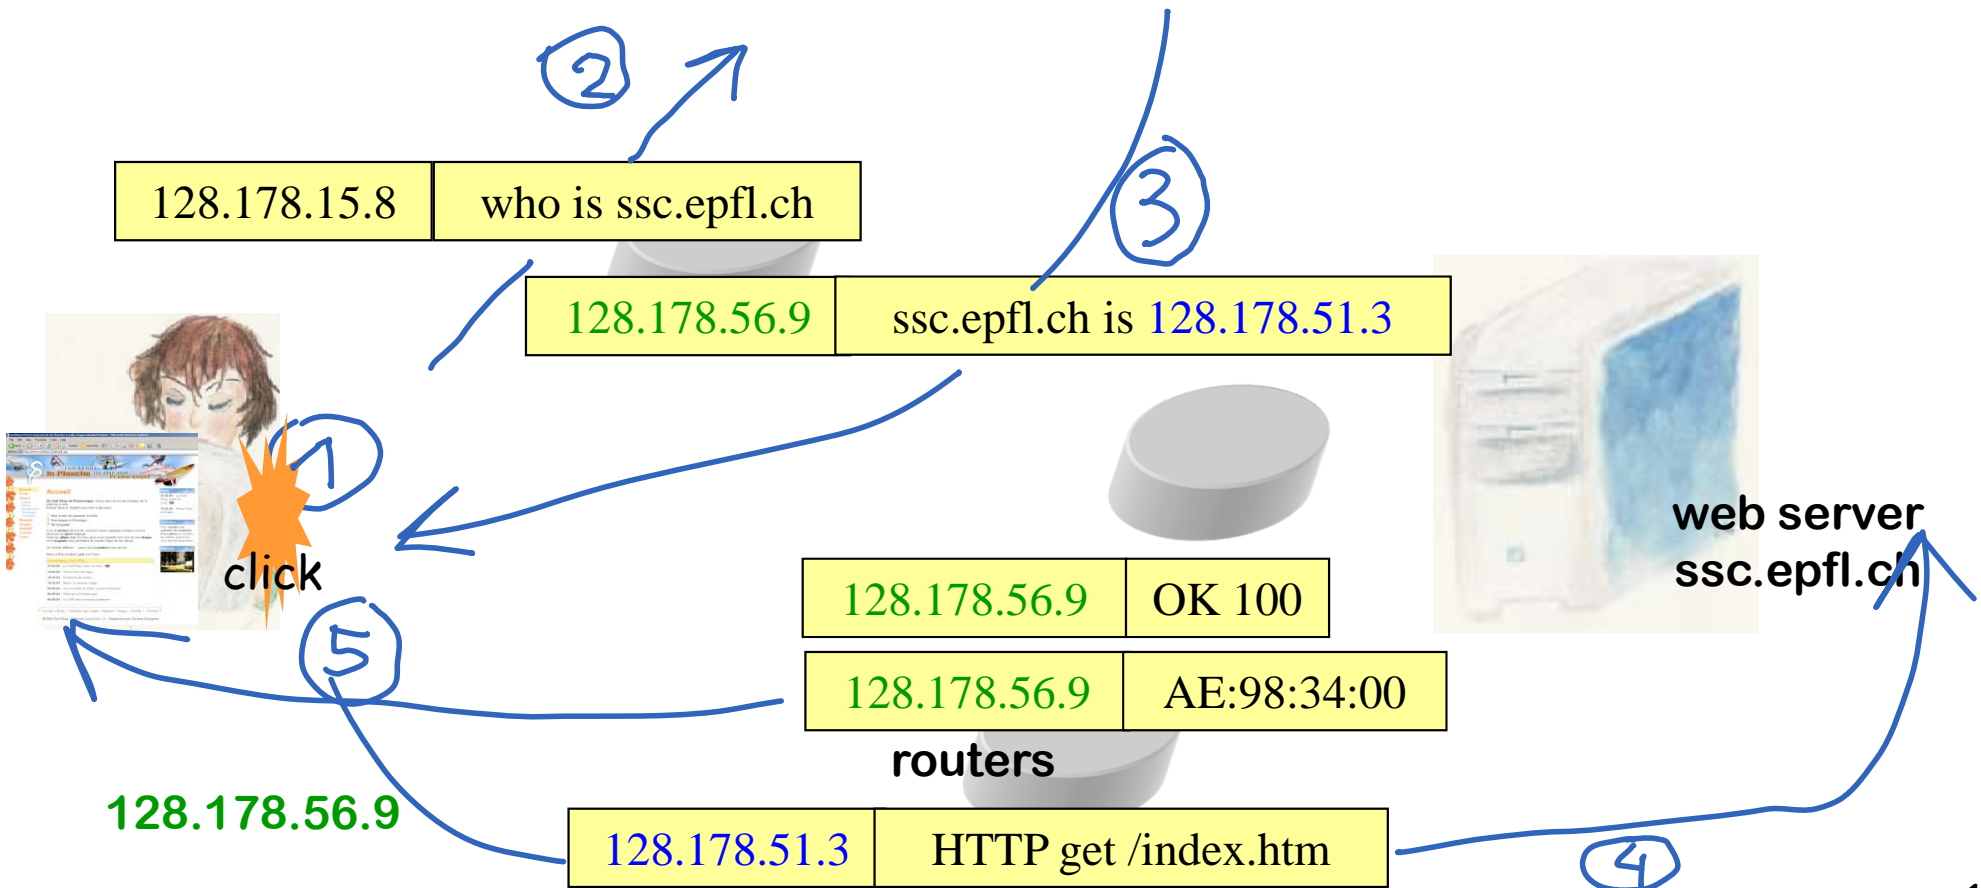 2
128.178.15.8 who is ssc.epfl.ch
3
128.178.56.9 ssc.epfl.ch is 128.178.51.3
1
la Planche
Accueil
click
web server
ssc.epfl.ch
128.178.56.9 OK 100
5
128.178.56.9 AE:98:34:00
routers
128.178.56.9
128.178.51.3 HTTP get /index.htm
4